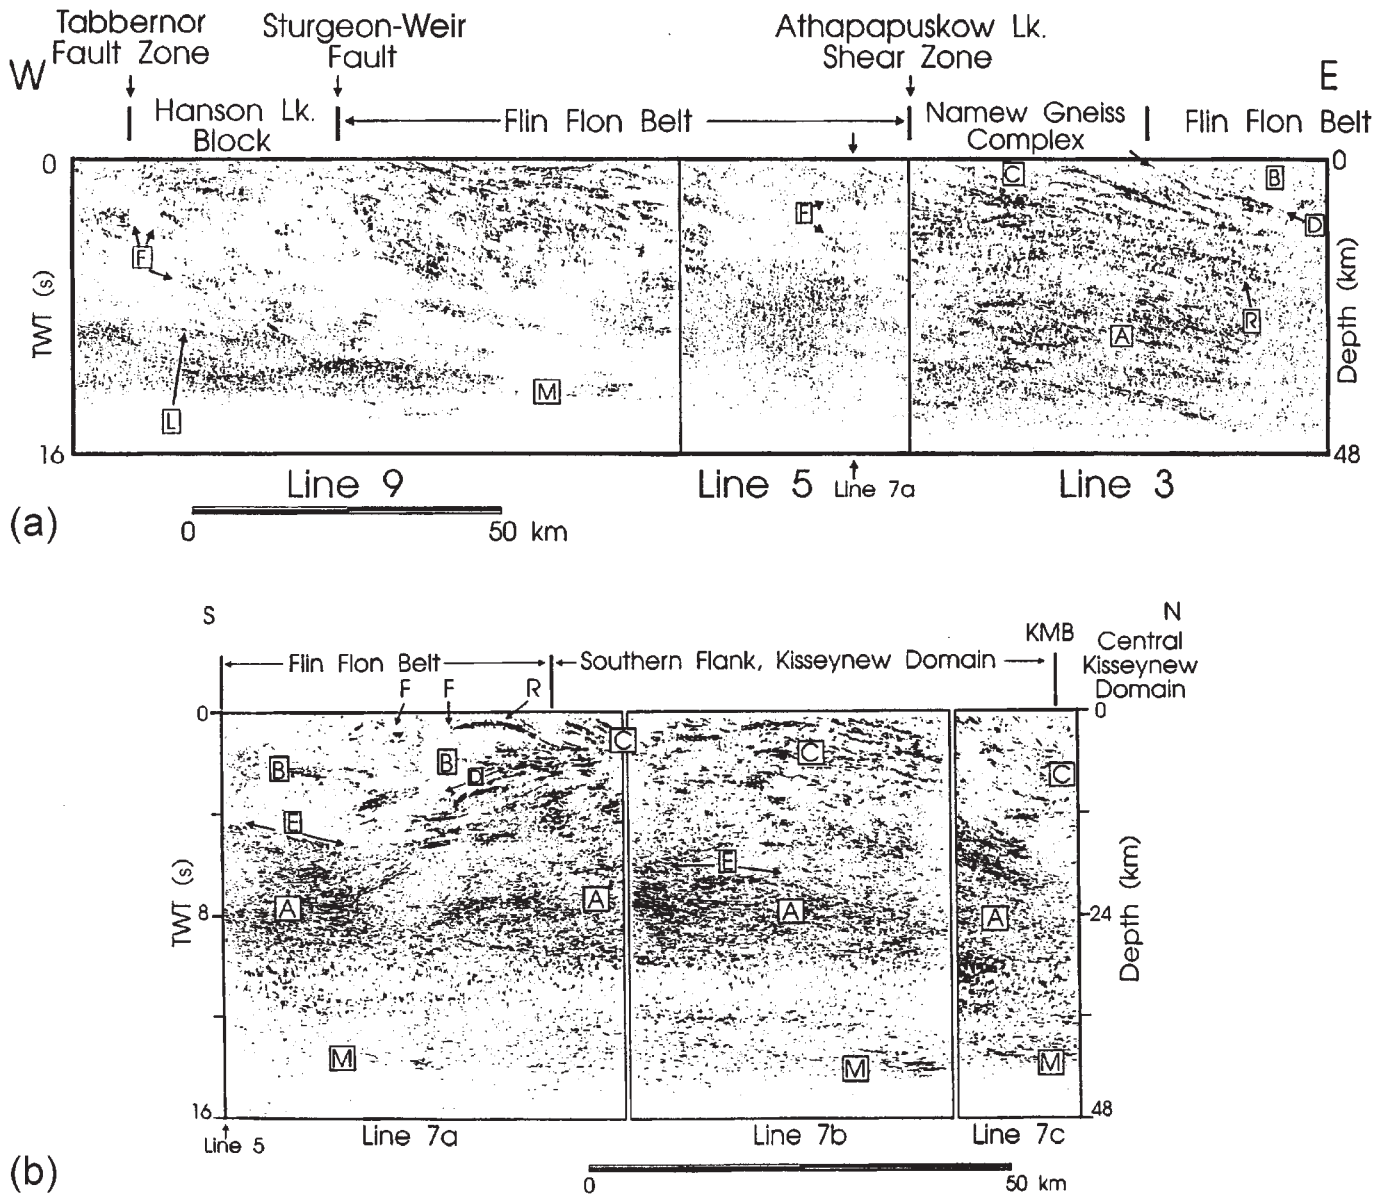 Tabbernor
Fault Zone
Sturgeon-Weir
Fault
Athapapuskow Lk.
Shear Zone
W
E
Hanson Lk.
Block
Flin Flon Belt
Namew Gneiss
Complex
Flin Flon Belt
0
0
C
B
E
D
F
TWT (s)
Depth (km)
R
A
M
L
16
48
Line 9
Line 5
Line 7a
Line 3
(a)
0
50 km
S
N
KMB
Central
Kisseynew
Domain
Flin Flon Belt
Southern Flank, Kisseynew Domain
F
F
R
0
0
C
C
C
B
B
D
E
E
TWT (s)
Depth (km)
8
A
A
A
A
24
M
M
M
16
48
Line 5
Line 7a
Line 7b
Line 7c
(b)
0
50 km